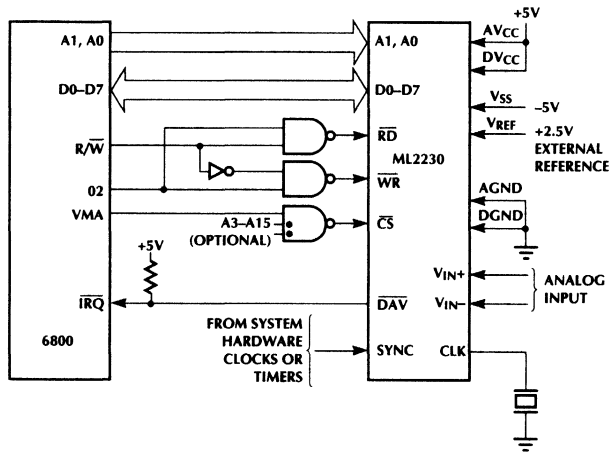 +5V
A1, A0
A1, A0
AVCC
DVCC
D0–D7
D0–D7
VSS
–5V
VREF
+2.5V
EXTERNAL
REFERENCE
R/W
RD
ML2230
02
WR
AGND
VMA
A3–A15
(OPTIONAL)
CS
DGND
+5V
VIN+
ANALOG
INPUT
IRQ
DAV
VIN–
6800
FROM SYSTEM
HARDWARE
CLOCKS OR
TIMERS
SYNC
CLK